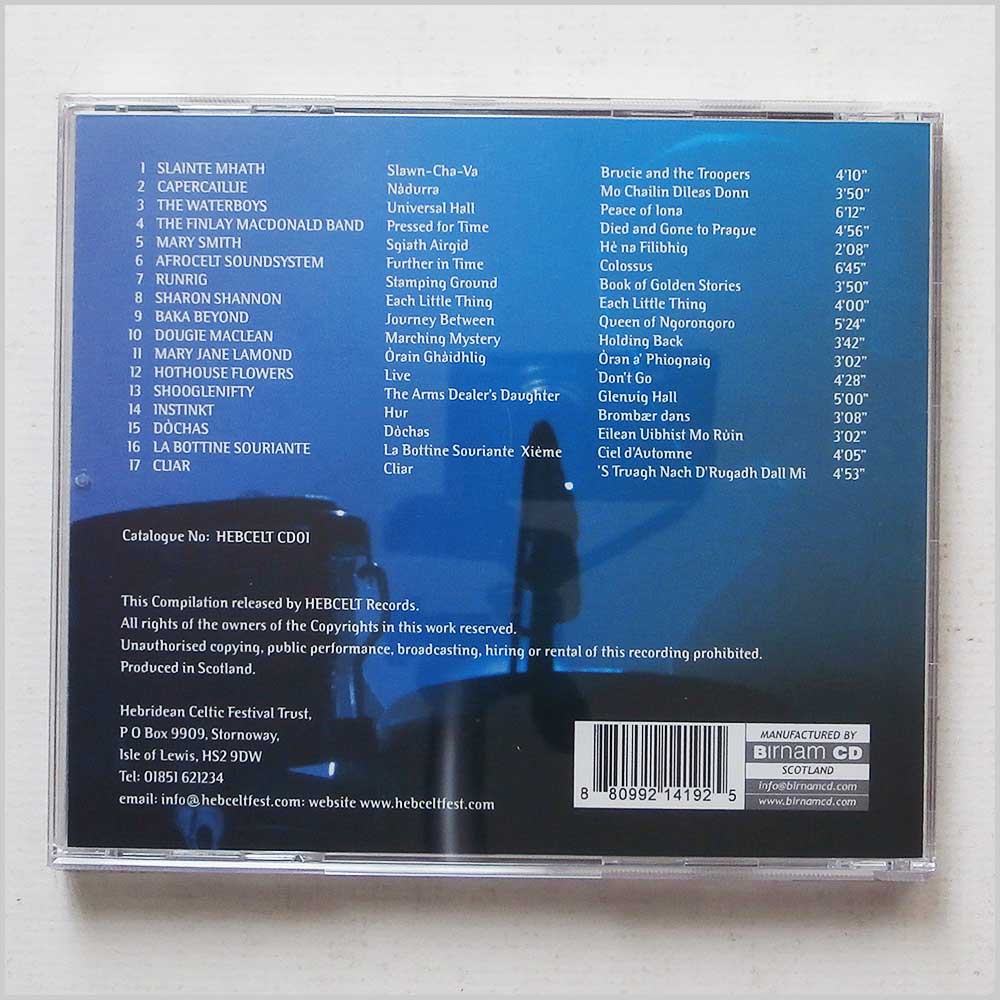 1 SLAINTE MHATH Slawn-Cha-Va Brucie and the Troopers 4'10"
2 CAPERCAILLIE Nàdurra Mo Chailin Dìleas Donn 3'50"
3 THE WATERBOYS Universal Hall Peace of Iona 6'12"
4 THE FINLAY MACDONALD BAND Pressed for Time Died and Gone to Prague 4'56"
5 MARY SMITH Sgiath Airgid Hè na Filibhig 2'08"
6 AFROCELT SOUNDSYSTEM Further in Time Colossus 6'45"
7 RUNRIG Stamping Ground Book of Golden Stories 3'50"
8 SHARON SHANNON Each Little Thing Each Little Thing 4'00"
9 BAKA BEYOND Journey Between Queen of Ngorongoro 5'24"
10 DOUGIE MACLEAN Marching Mystery Holding Back 3'42"
11 MARY JANE LAMOND Òrain Ghàidhlig Òran a' Phiognaig 3'02"
12 HOTHOUSE FLOWERS Live Don't Go 4'28"
13 SHOOGLENIFTY The Arms Dealer's Daughter Glenuig Hall 5'00"
14 INSTINKT Hur Brombær dans 3'08"
15 DÒCHAS Dòchas Eilean Uibhist Mo Rùin 3'02"
16 LA BOTTINE SOURIANTE La Bottine Souriante Xième Ciel d'Automne 4'05"
17 CLIAR Cliar 'S Truagh Nach D'Rugadh Dall Mi 4'53"
Catalogue No: HEBCELT CD01
This Compilation released by HEBCELT Records.
All rights of the owners of the Copyrights in this work reserved.
Unauthorised copying, public performance, broadcasting, hiring or rental of this recording prohibited.
Produced in Scotland.
Hebridean Celtic Festival Trust,
P O Box 9909, Stornoway,
Isle of Lewis, HS2 9DW
Tel: 01851 621234
email: info@hebceltfest.com: website www.hebceltfest.com
8 80992 14192 5
MANUFACTURED BY
Birnam CD
SCOTLAND
info@birnamcd.com
www.birnamcd.com